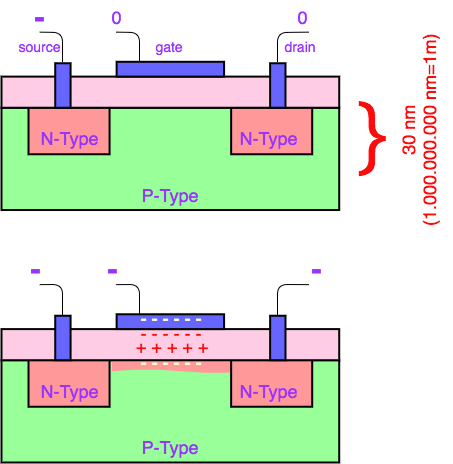 - 0 0
source gate drain
N-Type N-Type
P-Type
30 nm
(1.000.000.000 nm=1m)
- - -
- - - - - -
- - - - - -
+ + + + +
- - - - - -
N-Type N-Type
P-Type